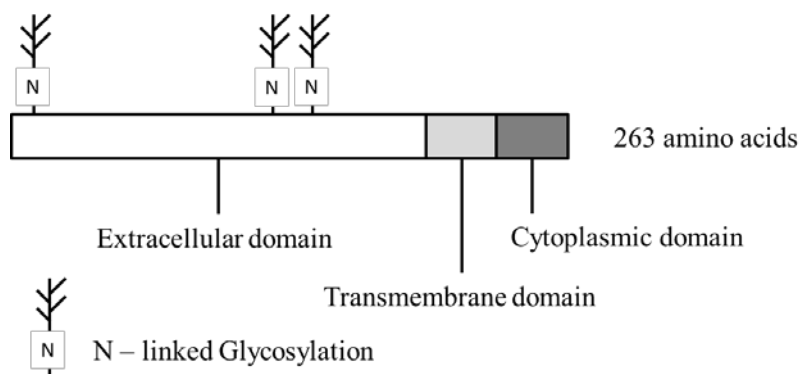 N N N
263 amino acids
Extracellular domain
Cytoplasmic domain
Transmembrane domain
N
N – linked Glycosylation